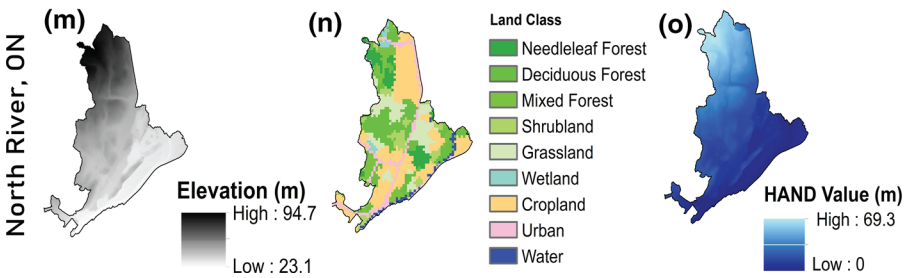 North River, ON
(m)
Elevation (m)
High : 94.7
Low : 23.1
(n)
Land Class
Needleleaf Forest
Deciduous Forest
Mixed Forest
Shrubland
Grassland
Wetland
Cropland
Urban
Water
(o)
HAND Value (m)
High : 69.3
Low : 0